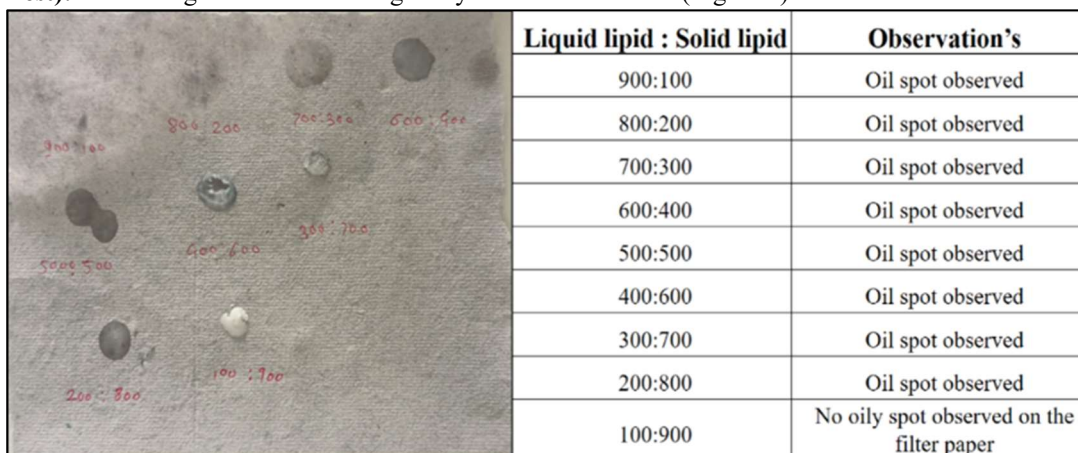 Liquid lipid : Solid lipid Observation's
900:100 Oil spot observed
800:200 Oil spot observed
700:300 Oil spot observed
600:400 Oil spot observed
500:500 Oil spot observed
400:600 Oil spot observed
300:700 Oil spot observed
200:800 Oil spot observed
100:900 No oily spot observed on the
filter paper
800 200
700:300
600:400
900:100
400:600
300:700
500:500
200:800
100:900